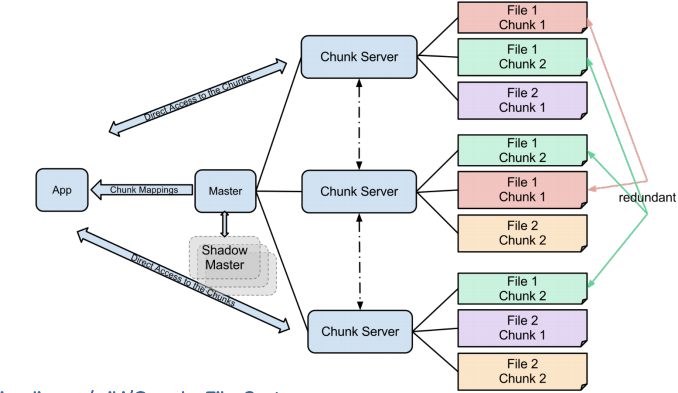 File 1
Chunk 1
Chunk Server
File 1
Chunk 2
Direct Access to the Chunks
File 2
Chunk 1
File 1
Chunk 2
App
Chunk Mappings
Master
Chunk Server
File 1
Chunk 1
redundant
Shadow
Master
File 2
Chunk 2
Direct Access to the Chunks
File 1
Chunk 2
Chunk Server
File 2
Chunk 1
File 2
Chunk 2